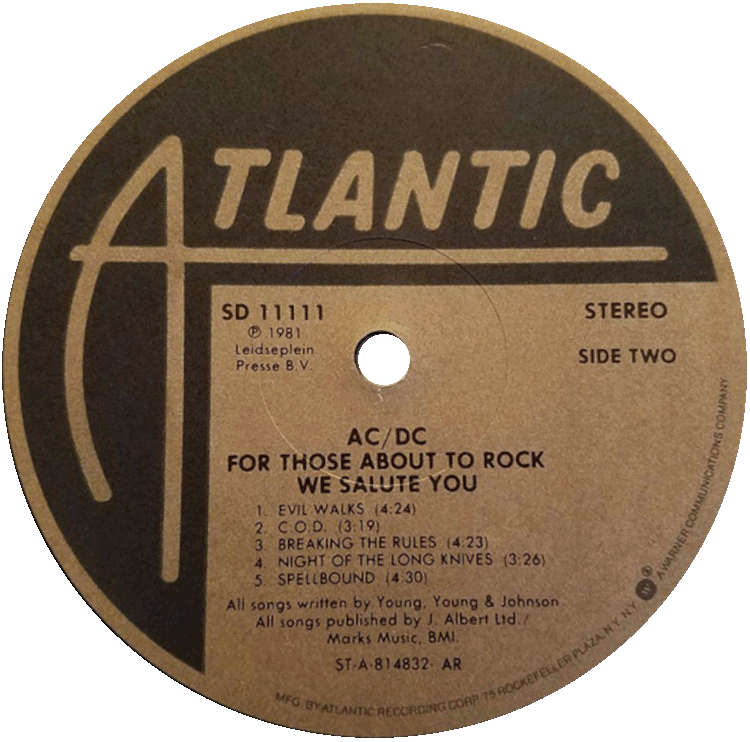 ATLANTIC
SD 11111
℗ 1981
Leidseplein
Presse B.V.
STEREO
SIDE TWO
AC/DC
FOR THOSE ABOUT TO ROCK
WE SALUTE YOU
1. EVIL WALKS (4:24)
2. C.O.D. (3:19)
3. BREAKING THE RULES (4:23)
4. NIGHT OF THE LONG KNIVES (3:26)
5. SPELLBOUND (4:30)
All songs written by Young, Young & Johnson
All songs published by J. Albert Ltd./
Marks Music, BMI.
ST-A-814832- AR
MFG. BY ATLANTIC RECORDING CORP. 75 ROCKEFELLER PLAZA, N.Y., N.Y. A WARNER COMMUNICATIONS COMPANY